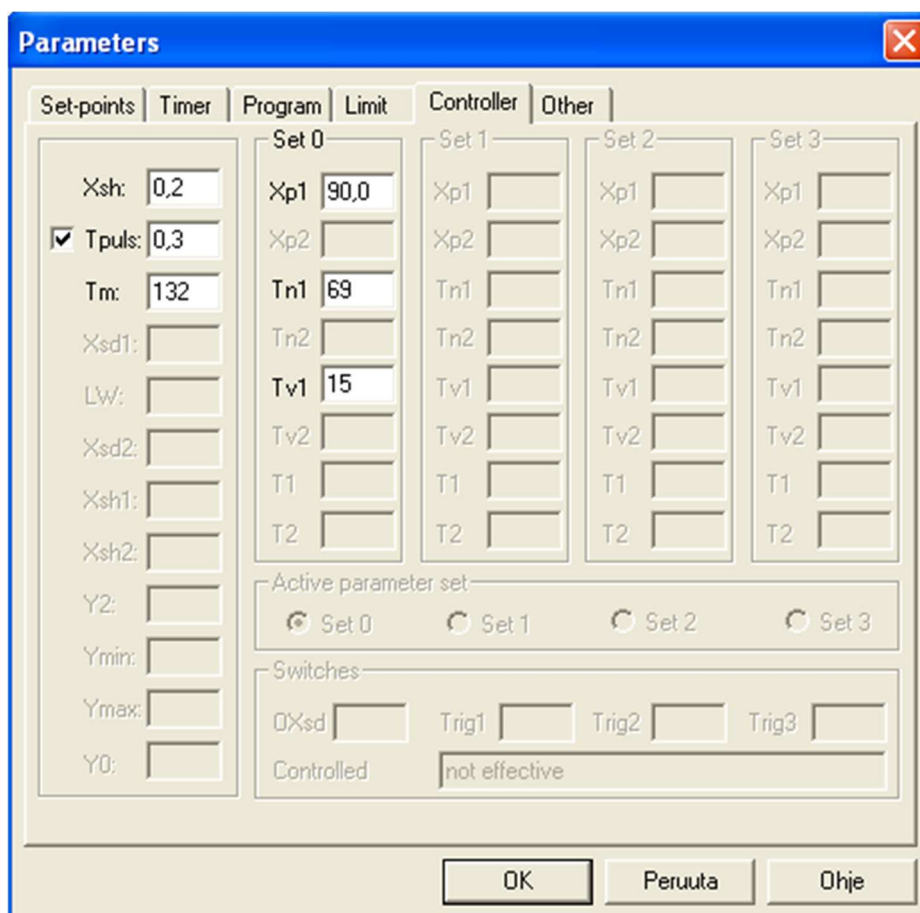 Parameters
Set-points Timer Program Limit Controller Other
Xsh: 0,2
Tpuls: 0,3
Tm: 132
Xsd1:
LW:
Xsd2:
Xsh1:
Xsh2:
Y2:
Ymin:
Ymax:
Y0:
Set 0
Xp1 90,0
Xp2
Tn1 69
Tn2
Tv1 15
Tv2
T1
T2
Set 1
Xp1
Xp2
Tn1
Tn2
Tv1
Tv2
T1
T2
Set 2
Xp1
Xp2
Tn1
Tn2
Tv1
Tv2
T1
T2
Set 3
Xp1
Xp2
Tn1
Tn2
Tv1
Tv2
T1
T2
Active parameter set
Set 0 Set 1 Set 2 Set 3
Switches
0Xsd Trig1 Trig2 Trig3
Controlled not effective
OK Peruuta Ohje